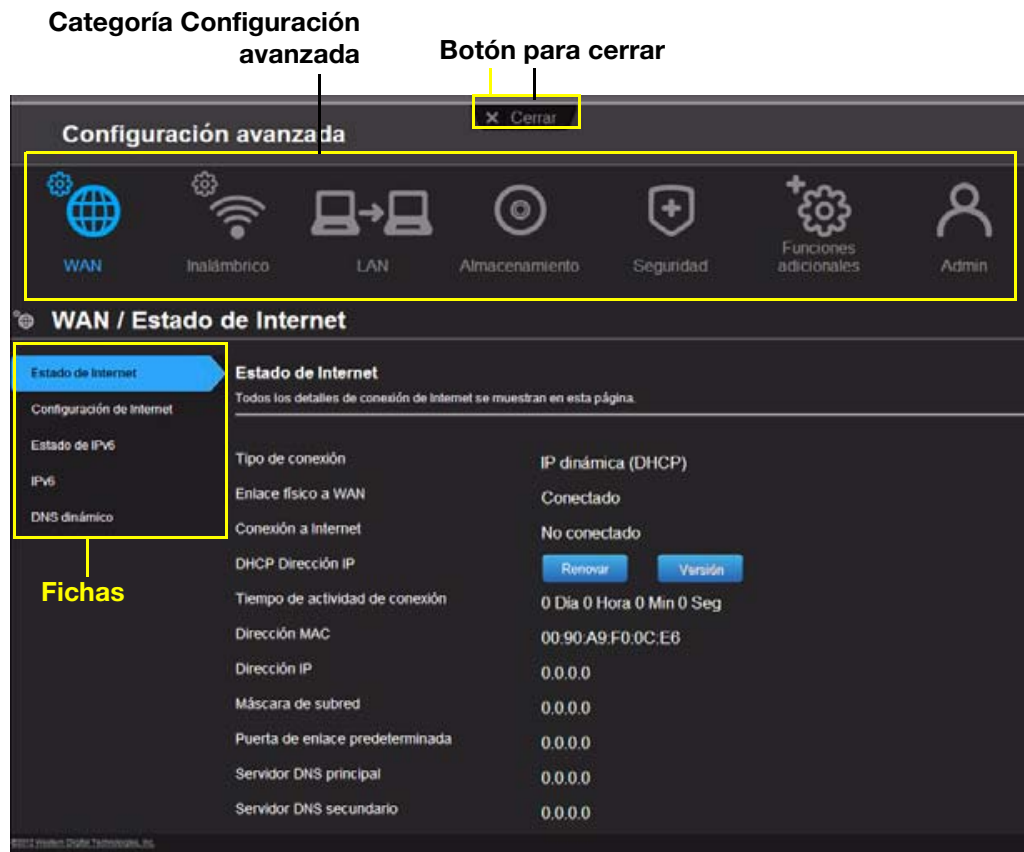 Categoría Configuración
avanzada
Botón para cerrar
✕ Cerrar
Configuración avanzada
WAN
Inalámbrico
LAN
Almacenamiento
Seguridad
Funciones
adicionales
Admin
WAN / Estado de Internet
Estado de Internet
Configuración de Internet
Estado de IPv6
IPv6
DNS dinámico
Fichas
Estado de Internet
Todos los detalles de conexión de Internet se muestran en esta página.
Tipo de conexión IP dinámica (DHCP)
Enlace físico a WAN Conectado
Conexión a Internet No conectado
DHCP Dirección IP Renovar Versión
Tiempo de actividad de conexión 0 Día 0 Hora 0 Min 0 Seg
Dirección MAC 00:90:A9:F0:0C:E6
Dirección IP 0.0.0.0
Máscara de subred 0.0.0.0
Puerta de enlace predeterminada 0.0.0.0
Servidor DNS principal 0.0.0.0
Servidor DNS secundario 0.0.0.0
©2012 Western Digital Technologies, Inc.